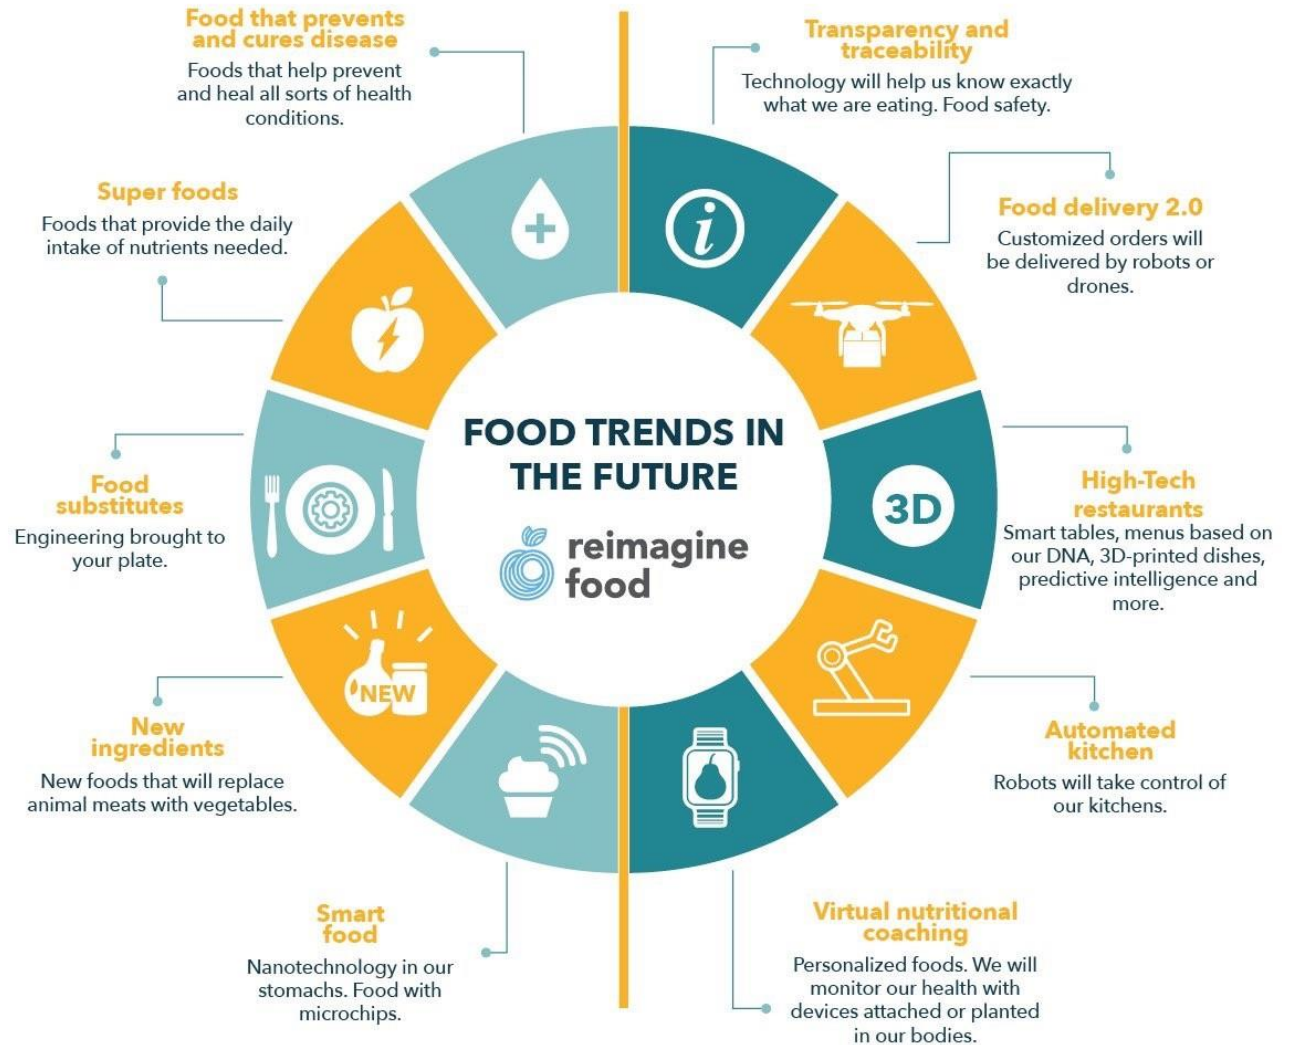 Food that prevents
and cures disease
Foods that help prevent
and heal all sorts of health
conditions.
Transparency and
traceability
Technology will help us know exactly
what we are eating. Food safety.
Super foods
Foods that provide the daily
intake of nutrients needed.
Food delivery 2.0
Customized orders will
be delivered by robots or
drones.
i
FOOD TRENDS IN
THE FUTURE
reimagine
food
Food
substitutes
Engineering brought to
your plate.
3D
High-Tech
restaurants
Smart tables, menus based on
our DNA, 3D-printed dishes,
predictive intelligence and
more.
NEW
New
ingredients
New foods that will replace
animal meats with vegetables.
Automated
kitchen
Robots will take control of
our kitchens.
Smart
food
Nanotechnology in our
stomachs. Food with
microchips.
Virtual nutritional
coaching
Personalized foods. We will
monitor our health with
devices attached or planted
in our bodies.